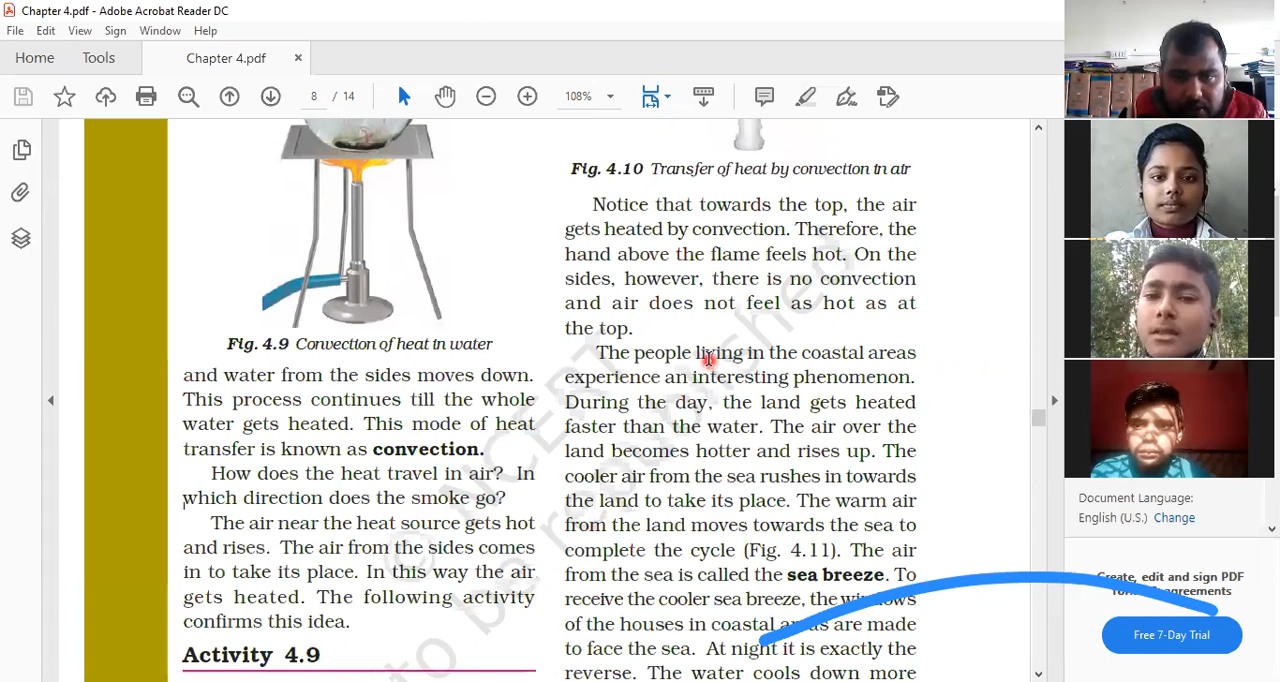 Chapter 4.pdf - Adobe Acrobat Reader DC
File Edit View Sign Window Help
Home Tools Chapter 4.pdf ×
8 / 14 108%
Fig. 4.9 Convection of heat in water
and water from the sides moves down.
This process continues till the whole
water gets heated. This mode of heat
transfer is known as convection.
How does the heat travel in air? In
which direction does the smoke go?
The air near the heat source gets hot
and rises. The air from the sides comes
in to take its place. In this way the air
gets heated. The following activity
confirms this idea.
Activity 4.9
Fig. 4.10 Transfer of heat by convection in air
Notice that towards the top, the air
gets heated by convection. Therefore, the
hand above the flame feels hot. On the
sides, however, there is no convection
and air does not feel as hot as at
the top.
The people living in the coastal areas
experience an interesting phenomenon.
During the day, the land gets heated
faster than the water. The air over the
land becomes hotter and rises up. The
cooler air from the sea rushes in towards
the land to take its place. The warm air
from the land moves towards the sea to
complete the cycle (Fig. 4.11). The air
from the sea is called the sea breeze. To
receive the cooler sea breeze, the windows
of the houses in coastal areas are made
to face the sea. At night it is exactly the
reverse. The water cools down more
© NCERT
to be republished
Document Language:
English (U.S.) Change
Create, edit and sign PDF
agreements
Free 7-Day Trial